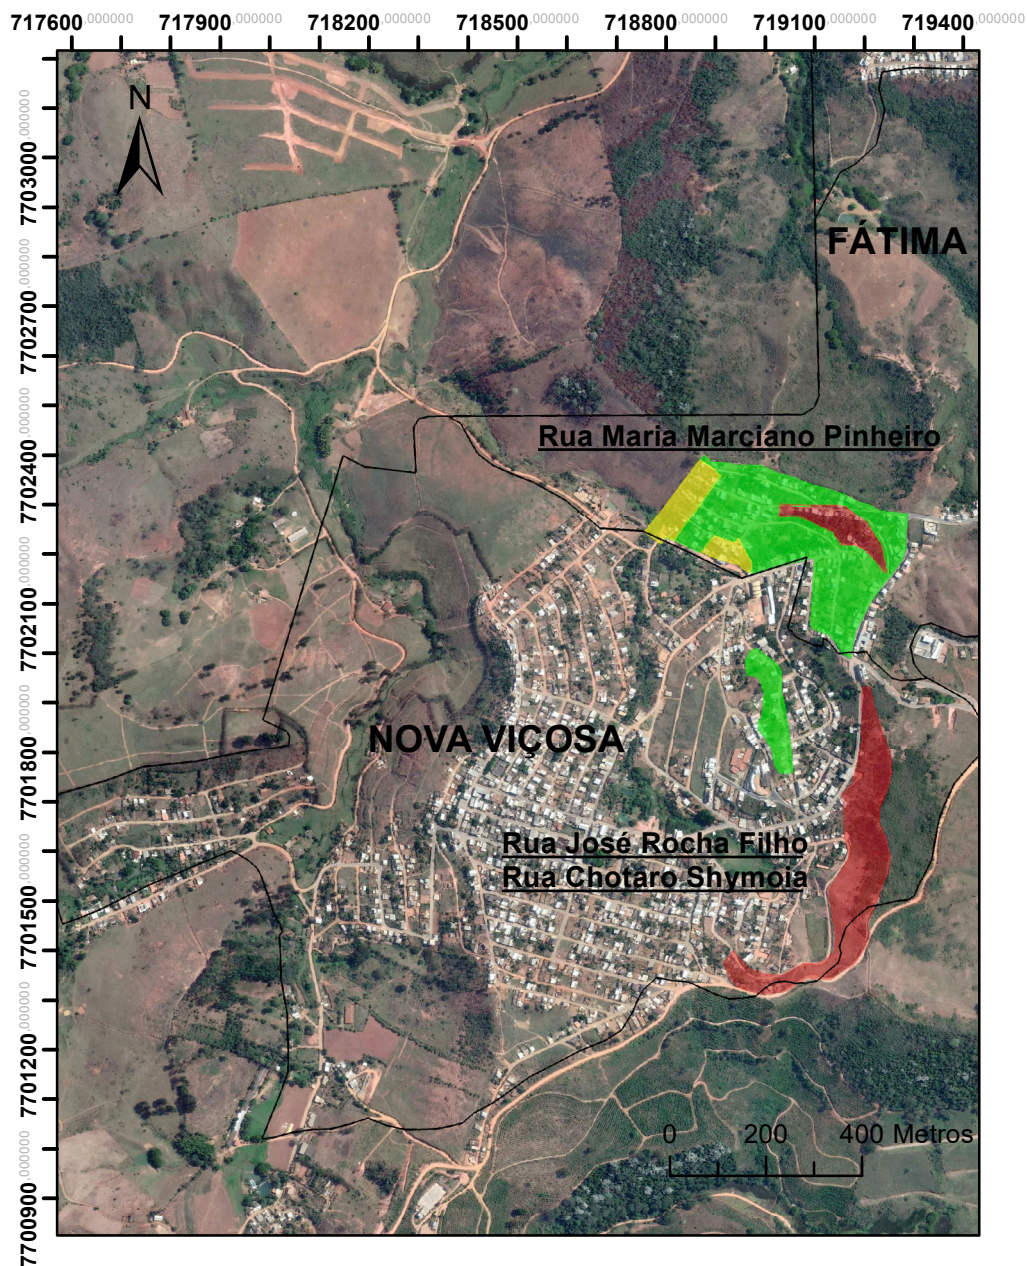 717600,000000 717900,000000 718200,000000 718500,000000 718800,000000 719100,000000 719400,000000
N
7703000,000000
FÁTIMA
7702700,000000
Rua Maria Marciano Pinheiro
7702400,000000
7702100,000000
NOVA VIÇOSA
7701800,000000
Rua José Rocha Filho
Rua Chotaro Shymoia
7701500,000000
7701200,000000
0 200 400 Metros
7700900,000000